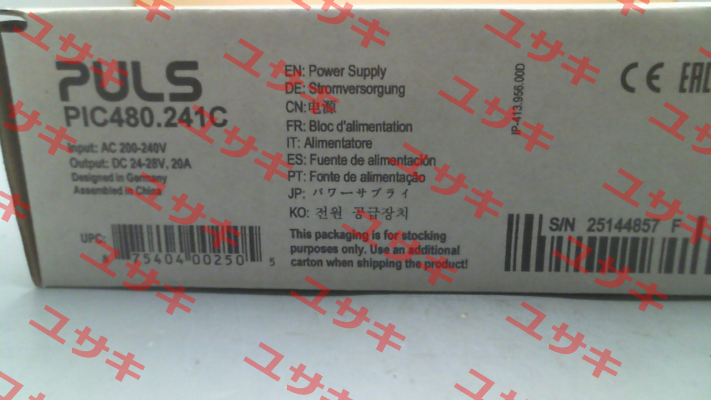 PULS
PIC480.241C
Input: AC 200-240V
Output: DC 24-28V, 20A
Designed in Germany
Assembled in China
UPC:
8 75404 00250 5
EN: Power Supply
DE: Stromversorgung
CN: 电源
FR: Bloc d'alimentation
IT: Alimentatore
ES: Fuente de alimentación
PT: Fonte de alimentação
JP: パワーサプライ
KO: 전원 공급장치
This packaging is for stocking
purposes only. Use an additional
carton when shipping the product!
IP-413.956.00D
CE EAC
S/N 25144857 F
ユサキ